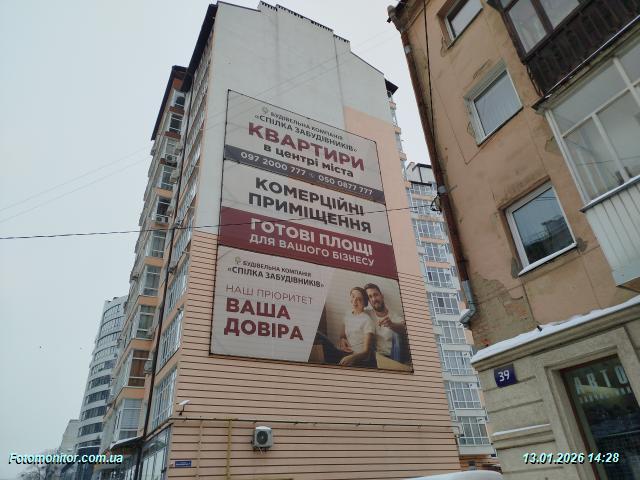 БУДІВЕЛЬНА КОМПАНІЯ
«СПІЛКА ЗАБУДІВНИКІВ»
КВАРТИРИ
в центрі міста
097 2000 777 050 0877 777
КОМЕРЦІЙНІ
ПРИМІЩЕННЯ
ГОТОВІ ПЛОЩІ
ДЛЯ ВАШОГО БІЗНЕСУ
БУДІВЕЛЬНА КОМПАНІЯ
«СПІЛКА ЗАБУДІВНИКІВ»
НАШ ПРІОРИТЕТ
ВАША
ДОВІРА
39
Fotomonitor.com.ua
13.01.2026 14:28